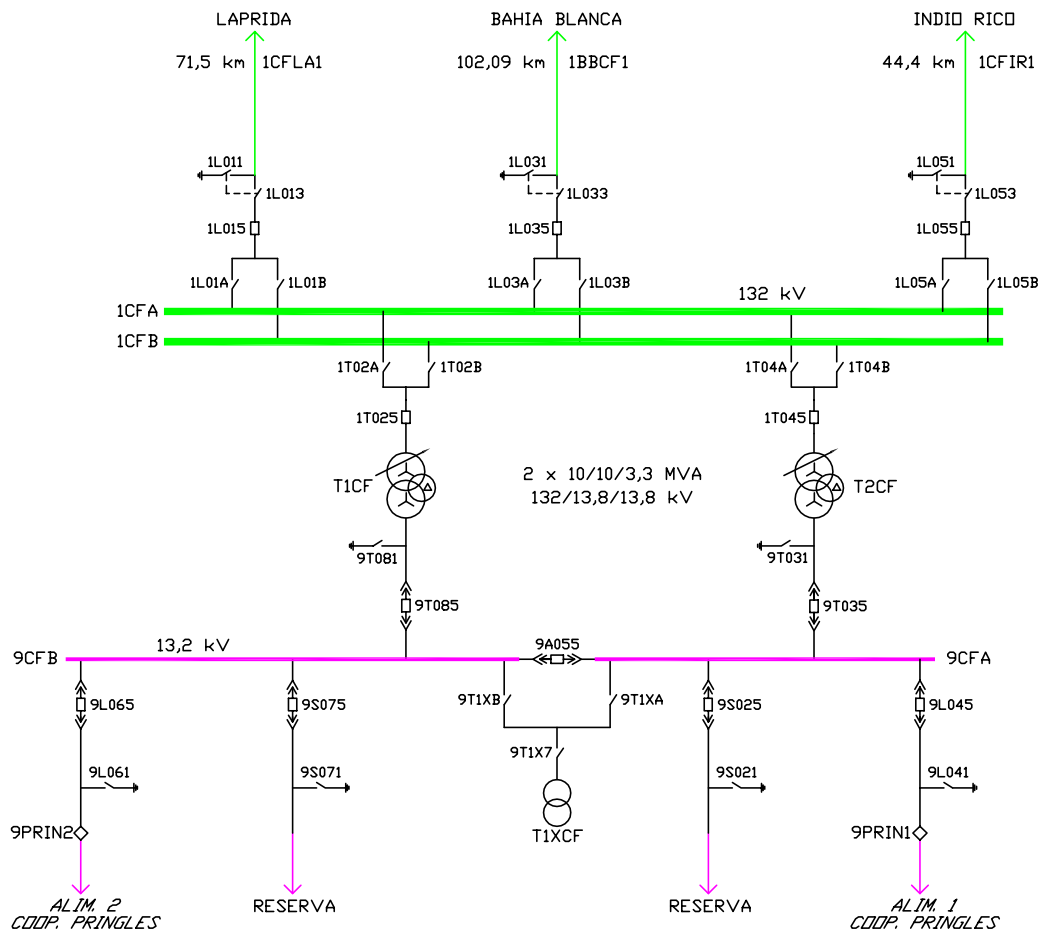 LAPRIDA
BAHIA BLANCA
INDIO RICO
71,5 km 1CFLA1
102,09 km 1BBCF1
44,4 km 1CFIR1
1L011
1L031
1L051
1L013
1L033
1L053
1L015
1L035
1L055
1L01A
1L01B
1L03A
1L03B
1L05A
1L05B
132 kV
1CFA
1CFB
1T02A
1T02B
1T04A
1T04B
1T025
1T045
T1CF
2 x 10/10/3,3 MVA
132/13,8/13,8 kV
T2CF
9T081
9T031
9T085
9T035
13,2 kV
9A055
9CFB
9CFA
9L065
9S075
9T1XB
9T1XA
9S025
9L045
9T1X7
9L061
9S071
9S021
9L041
9PRIN2
T1XCF
9PRIN1
ALIM. 2
COOP. PRINGLES
RESERVA
RESERVA
ALIM. 1
COOP. PRINGLES